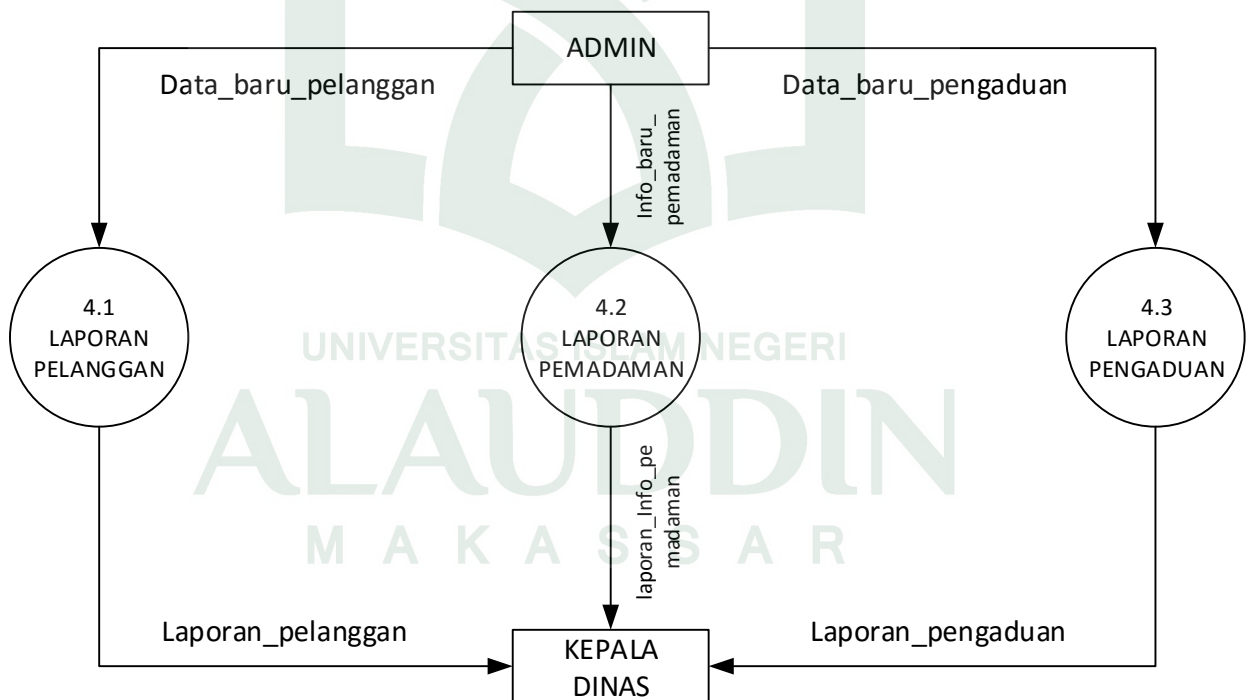 ADMIN
Data_baru_pelanggan
Data_baru_pengaduan
Info_baru_
pemadaman
4.1
LAPORAN
PELANGGAN
4.2
LAPORAN
PEMADAMAN
4.3
LAPORAN
PENGADUAN
UNIVERSITAS ISLAM NEGERI
ALAUDDIN
MAKASSAR
laporan_Info_pe
madaman
Laporan_pelanggan
Laporan_pengaduan
KEPALA
DINAS